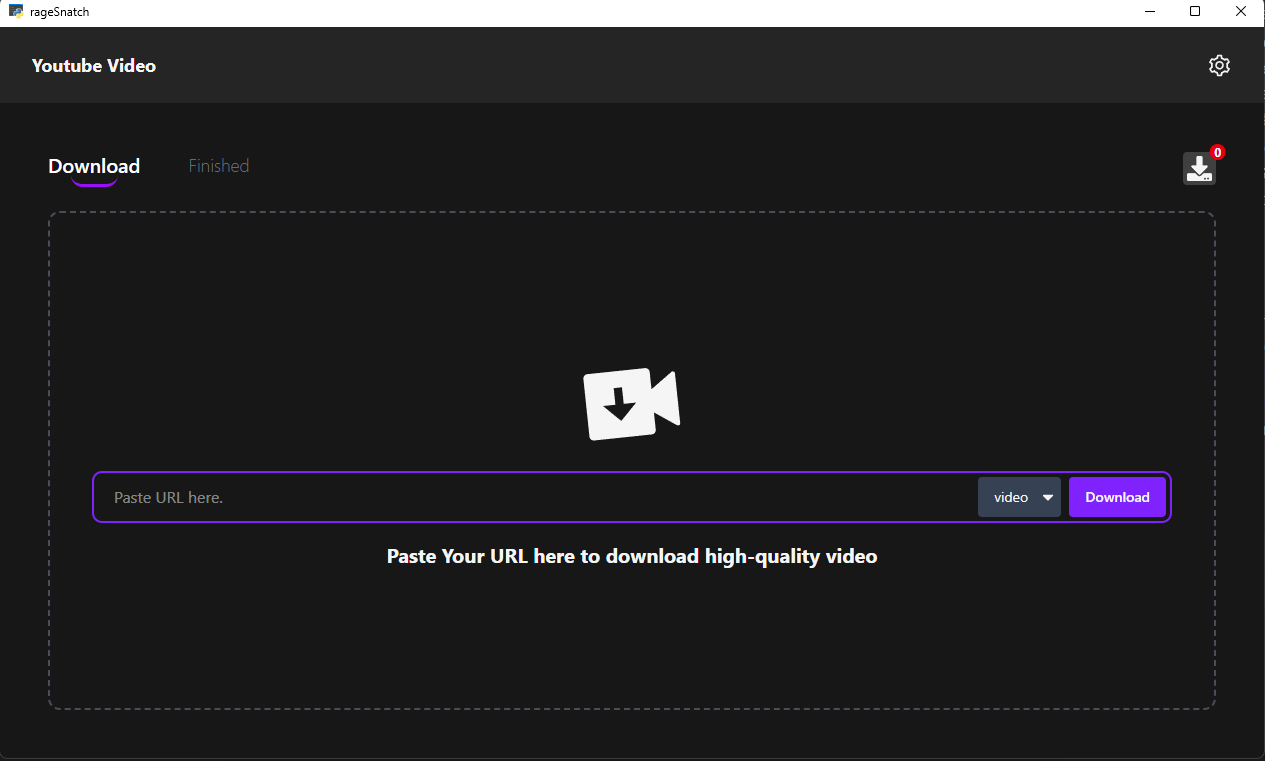 rageSnatch
Youtube Video
Download Finished
0
Paste URL here. video Download
Paste Your URL here to download high-quality video